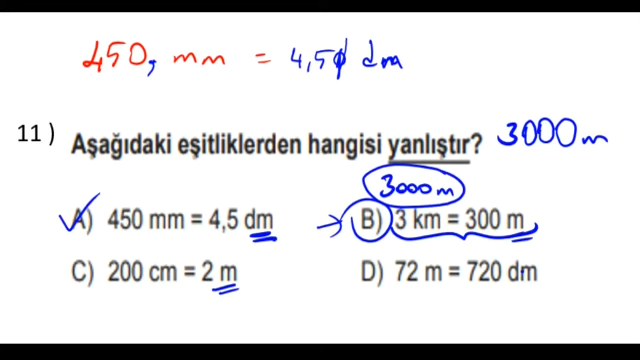 450, mm = 4,50 dm
11 ) Aşağıdaki eşitliklerden hangisi yanlıştır? 3000 m
3000 m
A) 450 mm = 4,5 dm → B) 3 km = 300 m
C) 200 cm = 2 m D) 72 m = 720 dm